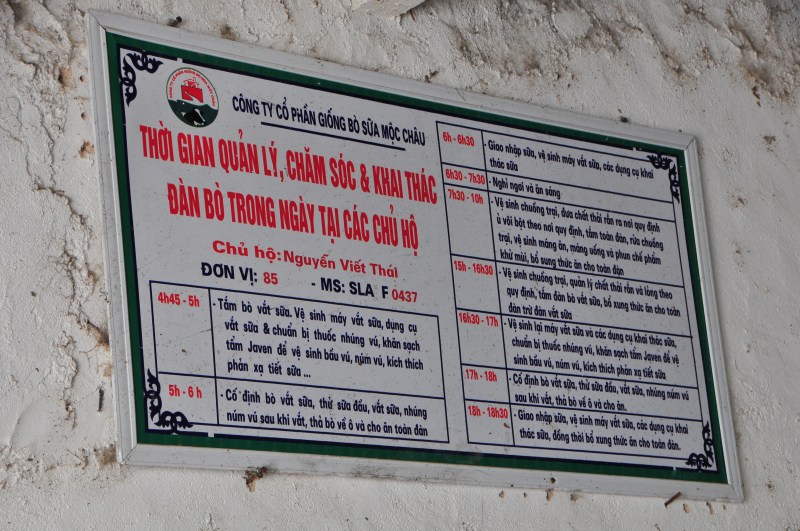 CÔNG TY CỔ PHẦN GIỐNG BÒ SỮA MỘC CHÂU
THỜI GIAN QUẢN LÝ, CHĂM SÓC & KHAI THÁC
ĐÀN BÒ TRONG NGÀY TẠI CÁC CHỦ HỘ
Chủ hộ: Nguyễn Viết Thái
ĐƠN VỊ: 85 - MS: SLA F 0437
4h45 - 5h
- Tắm bò vắt sữa. Vệ sinh máy vắt sữa, dụng cụ
vắt sữa & chuẩn bị thuốc nhúng vú, khăn sạch
tẩm Javen để vệ sinh bầu vú, núm vú, kích thích
phản xạ tiết sữa ...
5h - 6 h
- Cố định bò vắt sữa, thử sữa đầu, vắt sữa, nhúng
núm vú sau khi vắt, thả bò về ô và cho ăn toàn đàn
6h - 6h30
- Giao nhập sữa, vệ sinh máy vắt sữa, các dụng cụ khai
thác sữa
6h30 - 7h30
- Nghỉ ngơi và ăn sáng
7h30 - 10h
- Vệ sinh chuồng trại, đưa chất thải rắn ra nơi quy định
ủ vôi bột theo nơi quy định, tắm toàn đàn, rửa chuồng
trại, vệ sinh máng ăn, máng uống và phun chế phẩm
khử mùi, bổ xung thức ăn cho toàn đàn
15h - 16h30
- Vệ sinh chuồng trại, quản lý chất thải rắn và lỏng theo
quy định, tắm đàn bò vắt sữa, bổ xung thức ăn cho toàn
đàn trừ đàn vắt sữa
16h30 - 17h
- Vệ sinh lại máy vắt sữa và các dụng cụ khai thác sữa,
chuẩn bị thuốc nhúng vú, khăn sạch tẩm Javen để vệ
sinh bầu vú, núm vú, kích thích phản xạ tiết sữa
17h - 18h
- Cố định bò vắt sữa, thử sữa đầu, vắt sữa, nhúng núm vú
sau khi vắt, thả bò về ô và cho ăn.
18h - 18h30
- Giao nhập sữa, vệ sinh máy vắt sữa, các dụng cụ khai
thác sữa, đồng thời bổ xung thức ăn cho toàn đàn.